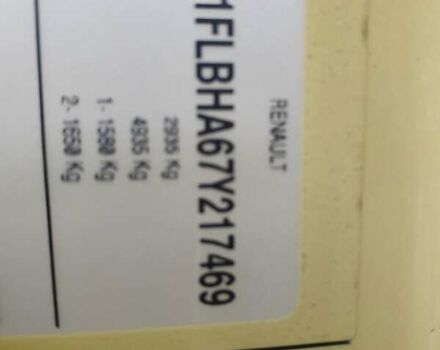 RENAULT
1FLBHA67Y217469
2935 Kg
4935 Kg
1- 1580 Kg
2- 1650 Kg